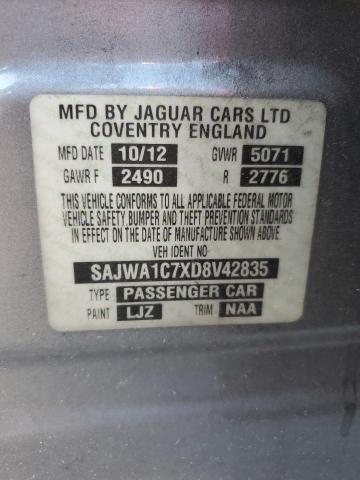 MFD BY JAGUAR CARS LTD
COVENTRY ENGLAND
MFD DATE 10/12 GVWR 5071
GAWR F 2490 R 2776
THIS VEHICLE CONFORMS TO ALL APPLICABLE FEDERAL MOTOR
VEHICLE SAFETY BUMPER AND THEFT STANDARDS IN EFFECT ON
THE DATE OF MANUFACTURE SHOWN ABOVE
VEH IDENT NO
SAJWA1C7XD8V42835
TYPE PASSENGER CAR
PAINT LJZ TRIM NAA